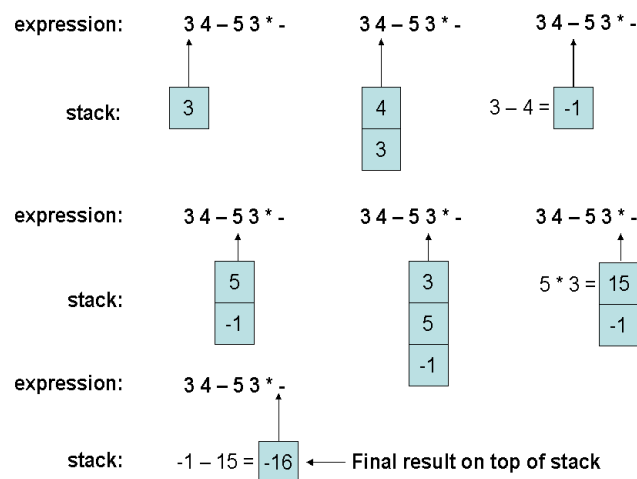 expression: 3 4 – 5 3 * - 3 4 – 5 3 * - 3 4 – 5 3 * -
stack: 3 4 3 – 4 = -1
3
expression: 3 4 – 5 3 * - 3 4 – 5 3 * - 3 4 – 5 3 * -
5 3 5 * 3 = 15
stack: -1 5 -1
-1
expression: 3 4 – 5 3 * -
stack: -1 – 15 = -16 Final result on top of stack